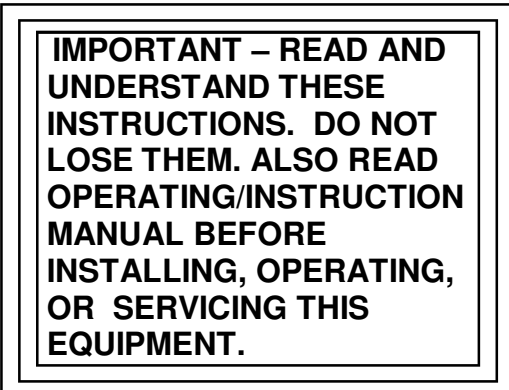 IMPORTANT – READ AND
UNDERSTAND THESE
INSTRUCTIONS.  DO NOT
LOSE THEM. ALSO READ
OPERATING/INSTRUCTION
MANUAL BEFORE
INSTALLING, OPERATING,
OR  SERVICING THIS
EQUIPMENT.